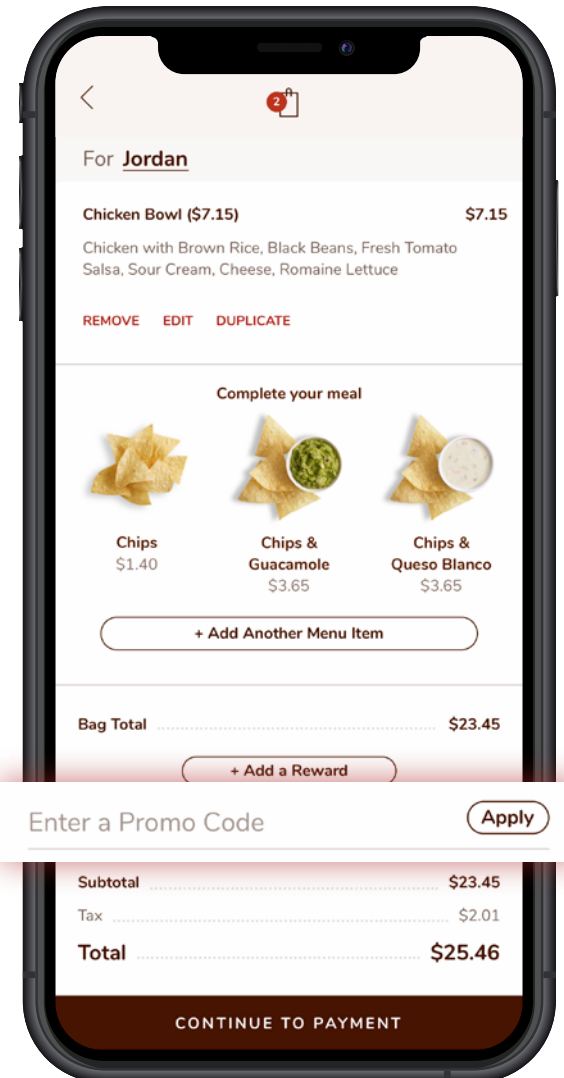 2
For Jordan
Chicken Bowl ($7.15) $7.15
Chicken with Brown Rice, Black Beans, Fresh Tomato
Salsa, Sour Cream, Cheese, Romaine Lettuce
REMOVE EDIT DUPLICATE
Complete your meal
Chips
$1.40
Chips &
Guacamole
$3.65
Chips &
Queso Blanco
$3.65
+ Add Another Menu Item
Bag Total $23.45
+ Add a Reward
Enter a Promo Code Apply
Subtotal $23.45
Tax $2.01
Total $25.46
CONTINUE TO PAYMENT